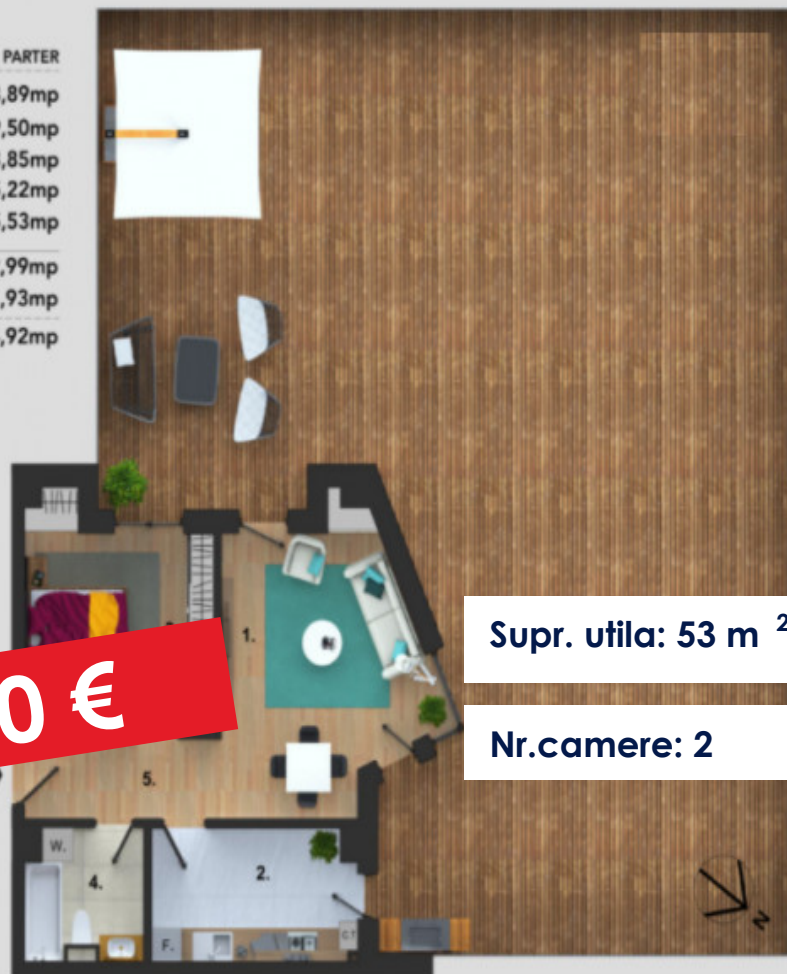 PARTER
,89mp
,50mp
,85mp
,22mp
,53mp
,99mp
,93mp
,92mp
1.
Supr. utila: 53 m ²
0 €
Nr.camere: 2
5.
W.
4.
2.
F.
C.T
N